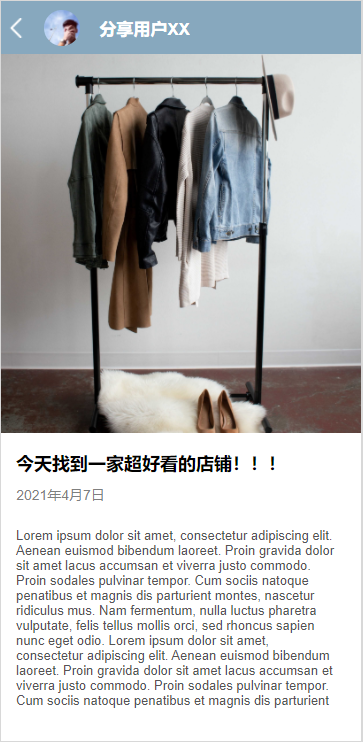 分享用户XX
今天找到一家超好看的店铺！！！
2021年4月7日
Lorem ipsum dolor sit amet, consectetur adipiscing elit.
Aenean euismod bibendum laoreet. Proin gravida dolor
sit amet lacus accumsan et viverra justo commodo.
Proin sodales pulvinar tempor. Cum sociis natoque
penatibus et magnis dis parturient montes, nascetur
ridiculus mus. Nam fermentum, nulla luctus pharetra
vulputate, felis tellus mollis orci, sed rhoncus sapien
nunc eget odio. Lorem ipsum dolor sit amet,
consectetur adipiscing elit. Aenean euismod bibendum
laoreet. Proin gravida dolor sit amet lacus accumsan et
viverra justo commodo. Proin sodales pulvinar tempor.
Cum sociis natoque penatibus et magnis dis parturient